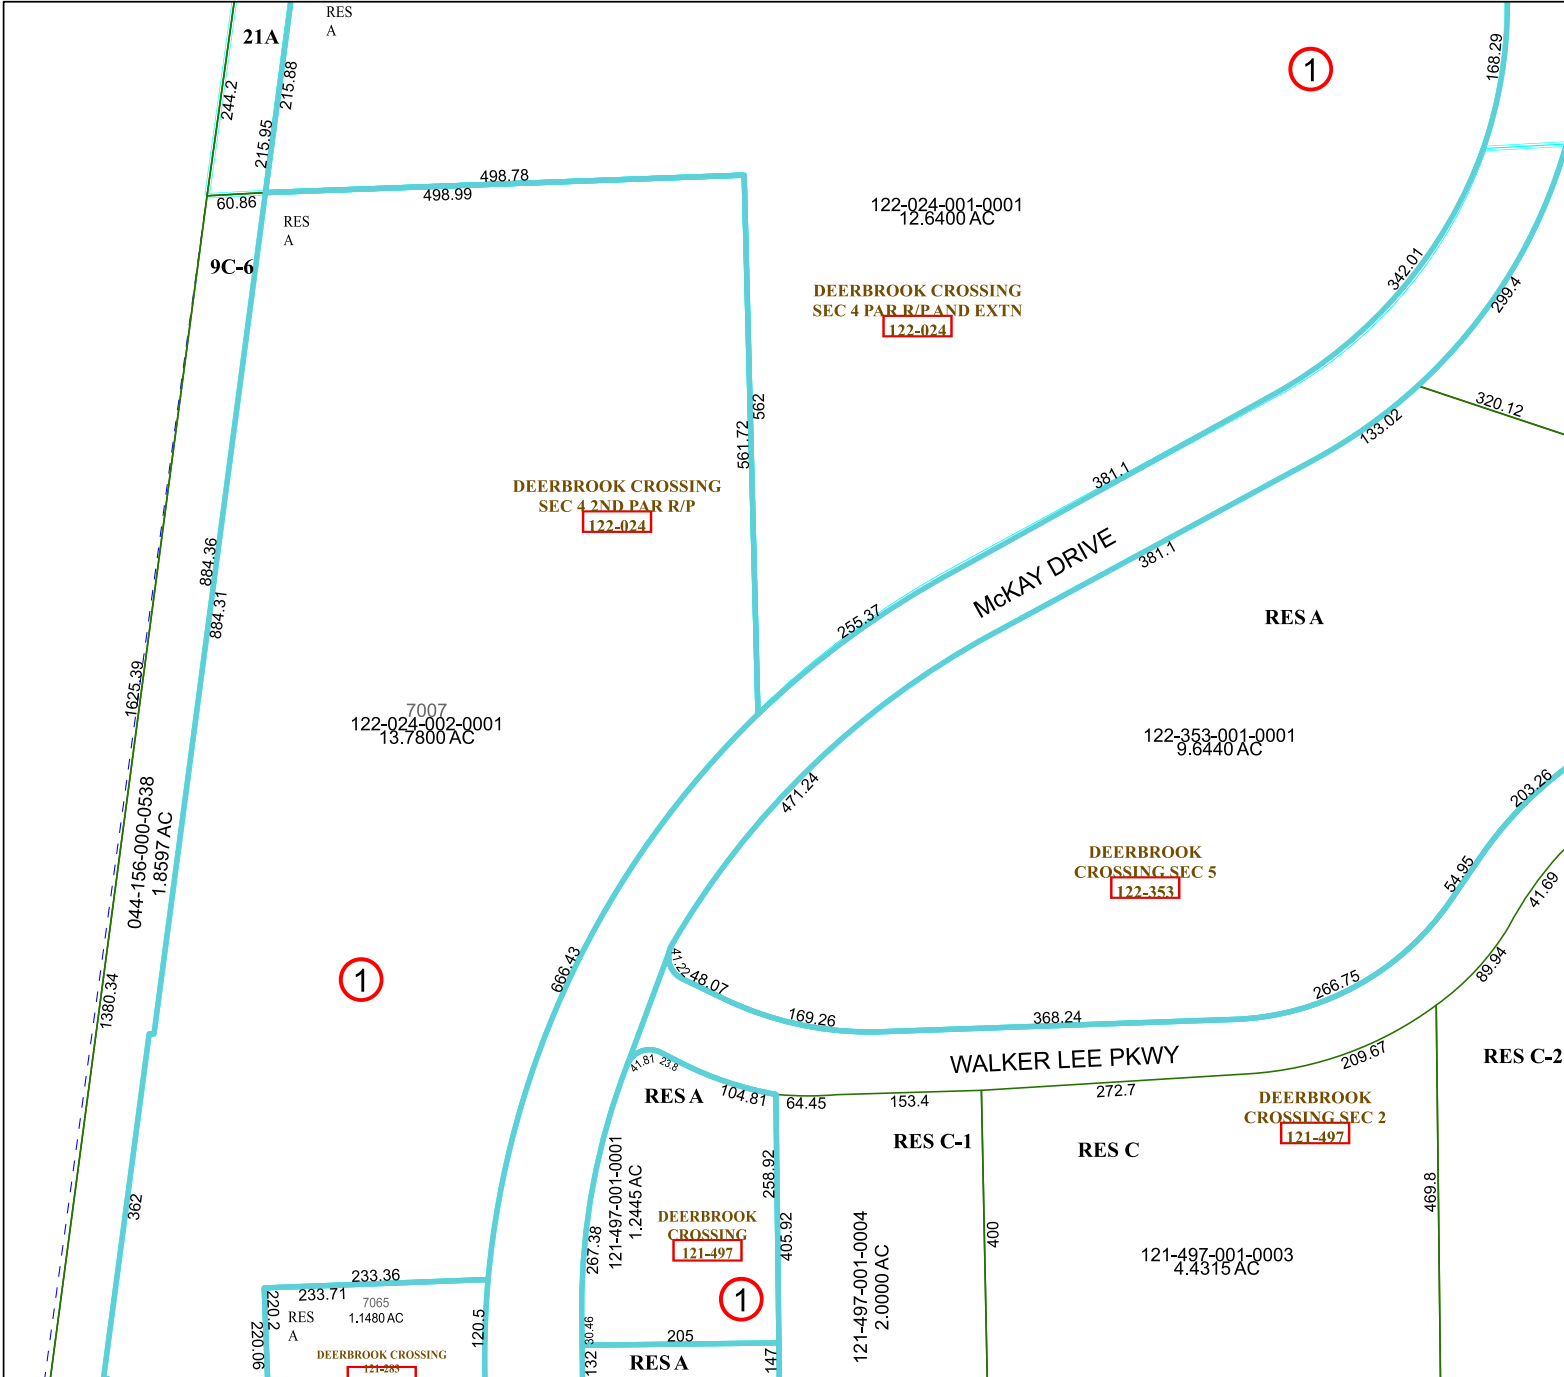 RES
A
21A
1
168.29
244.2
215.88
215.95
498.78
498.99
60.86
RES
A
9C-6
122-024-001-0001
12.6400 AC
342.01
299.4
DEERBROOK CROSSING
SEC 4 PAR R/P AND EXTN
122-024
562
561.72
320.12
133.02
381.1
DEERBROOK CROSSING
SEC 4 2ND PAR R/P
122-024
884.36
884.31
McKAY DRIVE
381.1
255.37
RES A
1625.39
7007
122-024-002-0001
13.7800 AC
122-353-001-0001
9.6440 AC
471.24
203.26
044-156-000-0538
1.8597 AC
DEERBROOK
CROSSING SEC 5
122-353
54.95
41.69
1380.34
1
666.43
41.22
48.07
169.26
368.24
266.75
89.94
WALKER LEE PKWY
209.67
RES C-2
41.81
23.8
RES A
104.81
64.45
153.4
272.7
DEERBROOK
CROSSING SEC 2
121-497
RES C-1
RES C
362
121-497-001-0001
1.2445 AC
258.92
405.92
469.8
DEERBROOK
CROSSING
121-497
267.38
121-497-001-0004
2.0000 AC
400
121-497-001-0003
4.4315 AC
233.36
233.71
7065
1.1480 AC
220.2
220.06
RES
A
1
120.5
30.46
205
DEERBROOK CROSSING
121-283
132
RES A
147